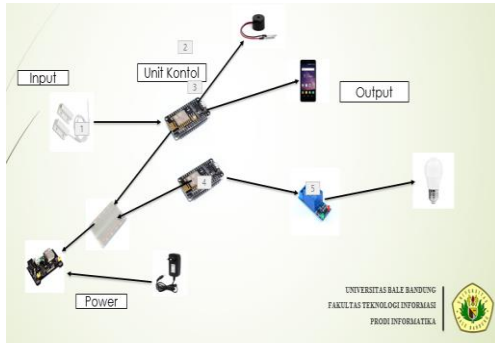 2
Input
Unit Kontol
3
Output
1
4
5
Power
UNIVERSITAS BALE BANDUNG
FAKULTAS TEKNOLOGI INFORMASI
PRODI INFORMATIKA